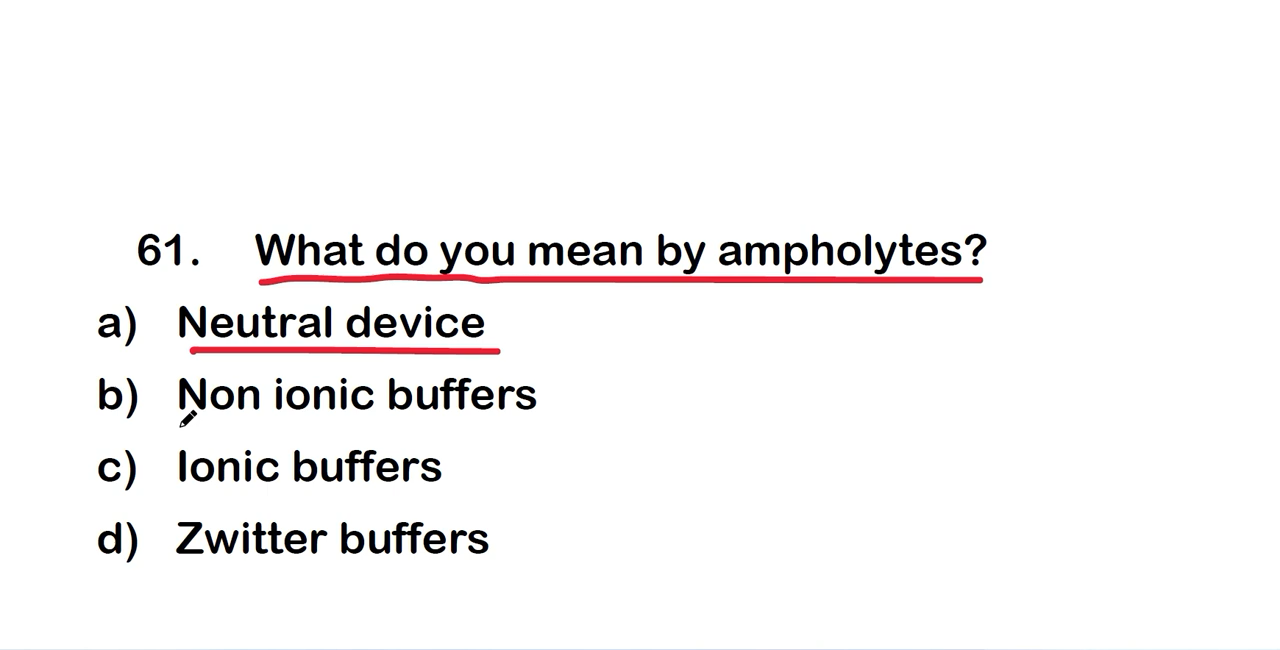 61. What do you mean by ampholytes?
a) Neutral device
b) Non ionic buffers
c) Ionic buffers
d) Zwitter buffers